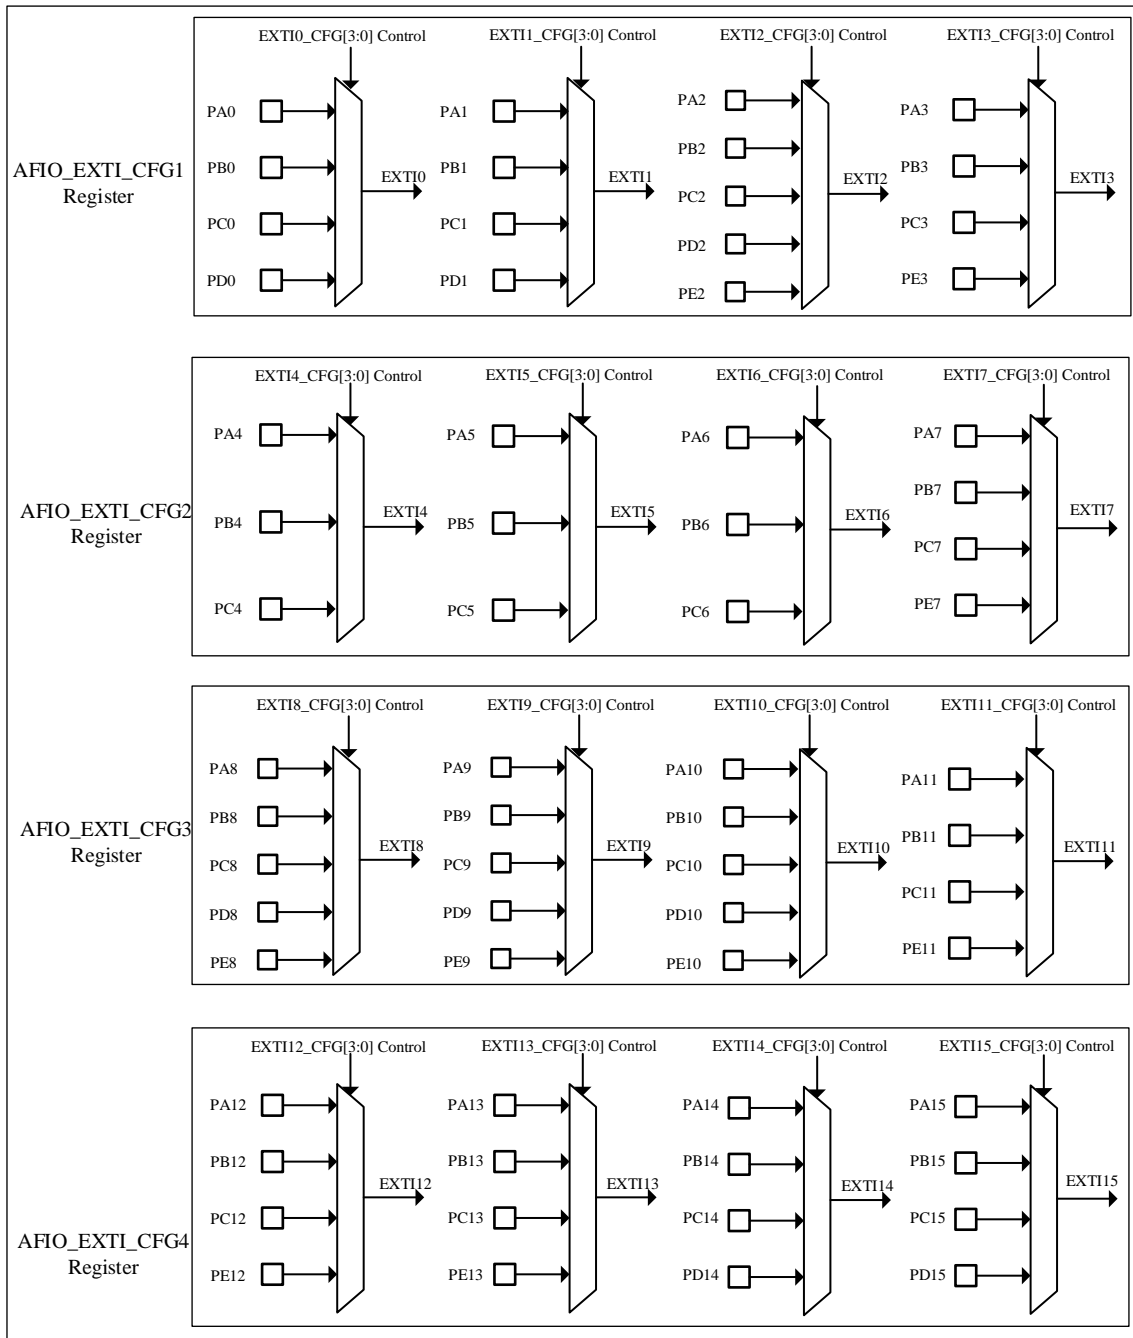 EXTI0_CFG[3:0] Control
EXTI1_CFG[3:0] Control
EXTI2_CFG[3:0] Control
EXTI3_CFG[3:0] Control
AFIO_EXTI_CFG1
Register
PA0
PB0
PC0
PD0
EXTI0
PA1
PB1
PC1
PD1
EXTI1
PA2
PB2
PC2
PD2
PE2
EXTI2
PA3
PB3
PC3
PE3
EXTI3
EXTI4_CFG[3:0] Control
EXTI5_CFG[3:0] Control
EXTI6_CFG[3:0] Control
EXTI7_CFG[3:0] Control
AFIO_EXTI_CFG2
Register
PA4
PB4
PC4
EXTI4
PA5
PB5
PC5
EXTI5
PA6
PB6
PC6
EXTI6
PA7
PB7
PC7
PE7
EXTI7
EXTI8_CFG[3:0] Control
EXTI9_CFG[3:0] Control
EXTI10_CFG[3:0] Control
EXTI11_CFG[3:0] Control
AFIO_EXTI_CFG3
Register
PA8
PB8
PC8
PD8
PE8
EXTI8
PA9
PB9
PC9
PD9
PE9
EXTI9
PA10
PB10
PC10
PD10
PE10
EXTI10
PA11
PB11
PC11
PE11
EXTI11
EXTI12_CFG[3:0] Control
EXTI13_CFG[3:0] Control
EXTI14_CFG[3:0] Control
EXTI15_CFG[3:0] Control
AFIO_EXTI_CFG4
Register
PA12
PB12
PC12
PE12
EXTI12
PA13
PB13
PC13
PE13
EXTI13
PA14
PB14
PC14
PD14
EXTI14
PA15
PB15
PC15
PD15
EXTI15